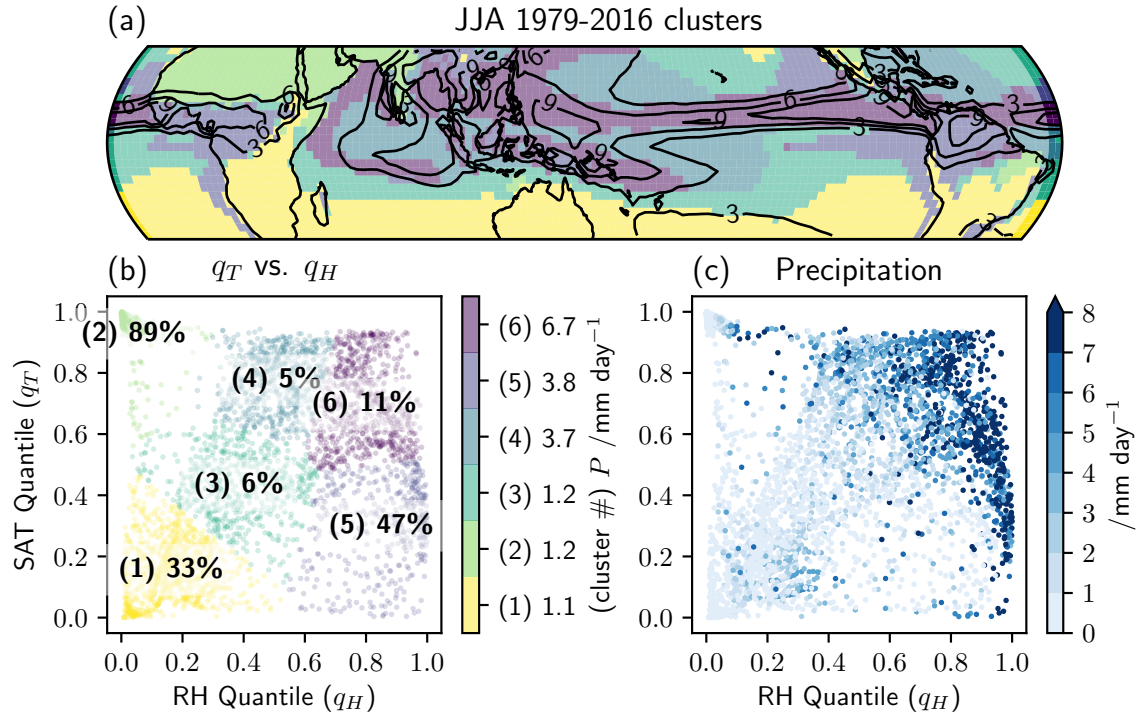 (a) JJA 1979-2016 clusters
6 9 6 3 9 6 9 6 9 3 6 9 3 3 3 3
(b) q_T vs. q_H
(c) Precipitation
SAT Quantile (q_T)
1.0
0.8
0.6
0.4
0.2
0.0
(2) 89%
(4) 5%
(6) 11%
(3) 6%
(5) 47%
(1) 33%
0.0 0.2 0.4 0.6 0.8 1.0
RH Quantile (q_H)
(6) 6.7
(5) 3.8
(4) 3.7
(3) 1.2
(2) 1.2
(1) 1.1
(cluster #) P /mm day⁻¹
1.0
0.8
0.6
0.4
0.2
0.0
0.0 0.2 0.4 0.6 0.8 1.0
RH Quantile (q_H)
8
7
6
5
3
2
1
0
/mm day⁻¹